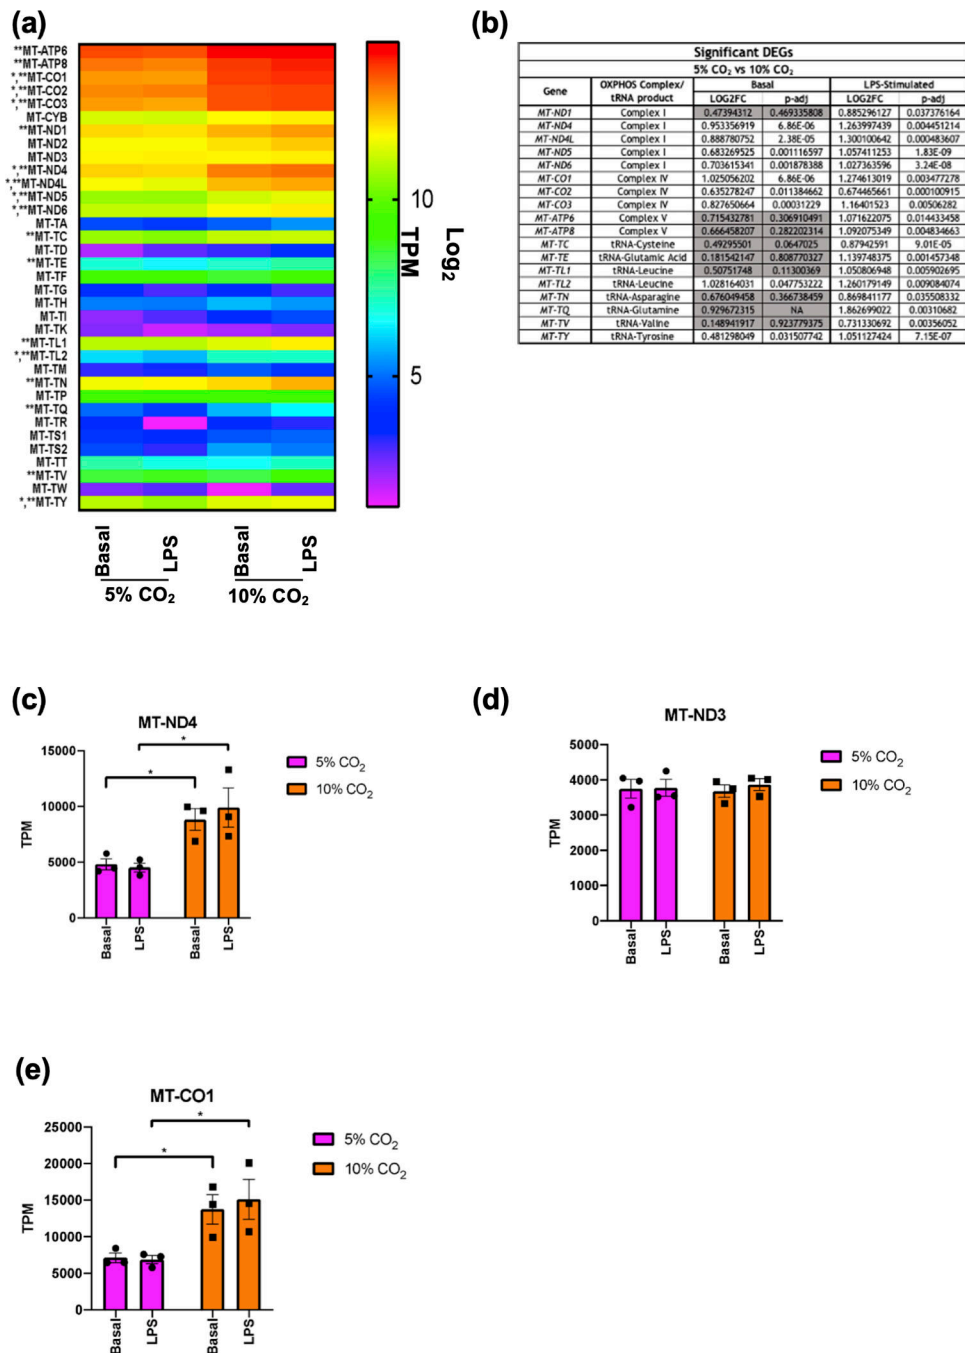 (a)
**MT-ATP6
**MT-ATP8
*,**MT-CO1
*,**MT-CO2
*,**MT-CO3
MT-CYB
**MT-ND1
MT-ND2
MT-ND3
*,**MT-ND4
*,**MT-ND4L
*,**MT-ND5
*,**MT-ND6
MT-TA
**MT-TC
MT-TD
**MT-TE
MT-TF
MT-TG
MT-TH
MT-TI
MT-TK
**MT-TL1
*,**MT-TL2
MT-TM
**MT-TN
MT-TP
**MT-TQ
MT-TR
MT-TS1
MT-TS2
MT-TT
**MT-TV
MT-TW
*,**MT-TY
Basal LPS Basal LPS
5% CO2 10% CO2
10
5
Log2
TPM
(b)
Significant DEGs
5% CO2 vs 10% CO2
Gene OXPHOS Complex/ tRNA product Basal LPS-Stimulated
LOG2FC p-adj LOG2FC p-adj
MT-ND1 Complex I 0.47394312 0.469335808 0.885296127 0.037376164
MT-ND4 Complex I 0.953356919 6.86E-06 1.263997439 0.004451214
MT-ND4L Complex I 0.888780752 2.38E-05 1.300100642 0.000483607
MT-ND5 Complex I 0.683269525 0.001116597 1.057411253 1.83E-09
MT-ND6 Complex I 0.703615341 0.001878388 1.027363596 3.24E-08
MT-CO1 Complex IV 1.025056202 6.86E-06 1.274613019 0.003477278
MT-CO2 Complex IV 0.635278247 0.011384662 0.674465661 0.000100915
MT-CO3 Complex IV 0.827650664 0.00031229 1.16401523 0.00506282
MT-ATP6 Complex V 0.715432781 0.306910491 1.071622075 0.014433458
MT-ATP8 Complex V 0.666458207 0.282202314 1.092075349 0.004834663
MT-TC tRNA-Cysteine 0.49295501 0.0647025 0.87942591 9.01E-05
MT-TE tRNA-Glutamic Acid 0.181542147 0.808770327 1.139748375 0.001457348
MT-TL1 tRNA-Leucine 0.50751748 0.11300369 1.050806948 0.005902695
MT-TL2 tRNA-Leucine 1.028164031 0.047753222 1.260179149 0.009084074
MT-TN tRNA-Asparagine 0.676049458 0.366738459 0.869841177 0.035508332
MT-TQ tRNA-Glutamine 0.929672315 NA 1.862699022 0.00310682
MT-TV tRNA-Valine 0.148941917 0.923779375 0.731330692 0.00356052
MT-TY tRNA-Tyrosine 0.481298049 0.031507742 1.051127424 7.15E-07
(c)
MT-ND4
15000
10000
5000
0
TPM
*
*
Basal LPS Basal LPS
5% CO2
10% CO2
(d)
MT-ND3
5000
4000
3000
2000
1000
0
TPM
Basal LPS Basal LPS
5% CO2
10% CO2
(e)
MT-CO1
25000
20000
15000
10000
5000
0
TPM
*
*
Basal LPS Basal LPS
5% CO2
10% CO2